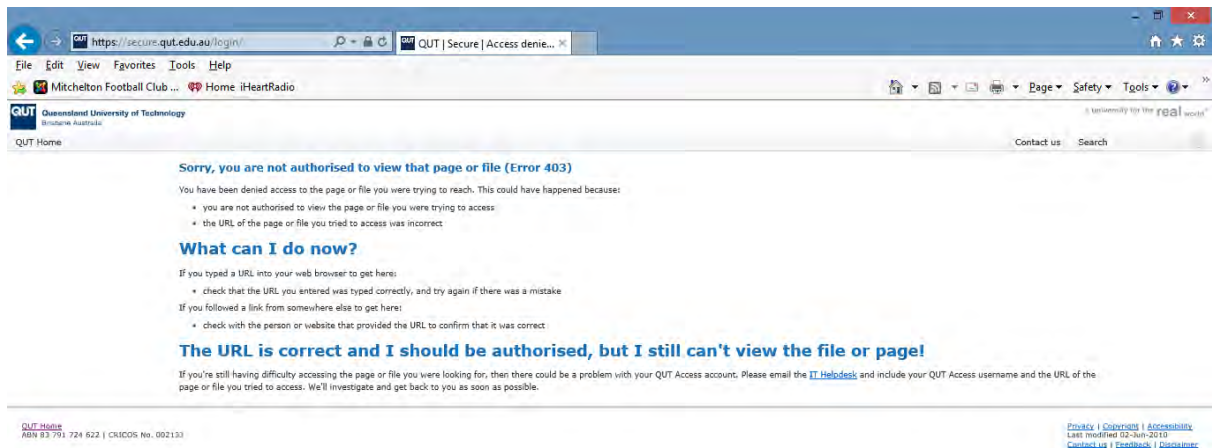 https://secure.qut.edu.au/login/
QUT | Secure | Access denie...
File Edit View Favorites Tools Help
Mitchelton Football Club ... Home iHeartRadio
Page Safety Tools
QUT Queensland University of Technology
Brisbane Australia
a university for the real world
QUT Home
Contact us Search
Sorry, you are not authorised to view that page or file (Error 403)
You have been denied access to the page or file you were trying to reach. This could have happened because:
• you are not authorised to view the page or file you were trying to access
• the URL of the page or file you tried to access was incorrect
What can I do now?
If you typed a URL into your web browser to get here:
• check that the URL you entered was typed correctly, and try again if there was a mistake
If you followed a link from somewhere else to get here:
• check with the person or website that provided the URL to confirm that it was correct
The URL is correct and I should be authorised, but I still can't view the file or page!
If you're still having difficulty accessing the page or file you were looking for, then there could be a problem with your QUT Access account. Please email the IT Helpdesk and include your QUT Access username and the URL of the
page or file you tried to access. We'll investigate and get back to you as soon as possible.
QUT Home
ABN 83 791 724 622 | CRICOS No. 00213J
Privacy | Copyright | Accessibility
Last modified 02-Jun-2010
Contact us | Feedback | Disclaimer